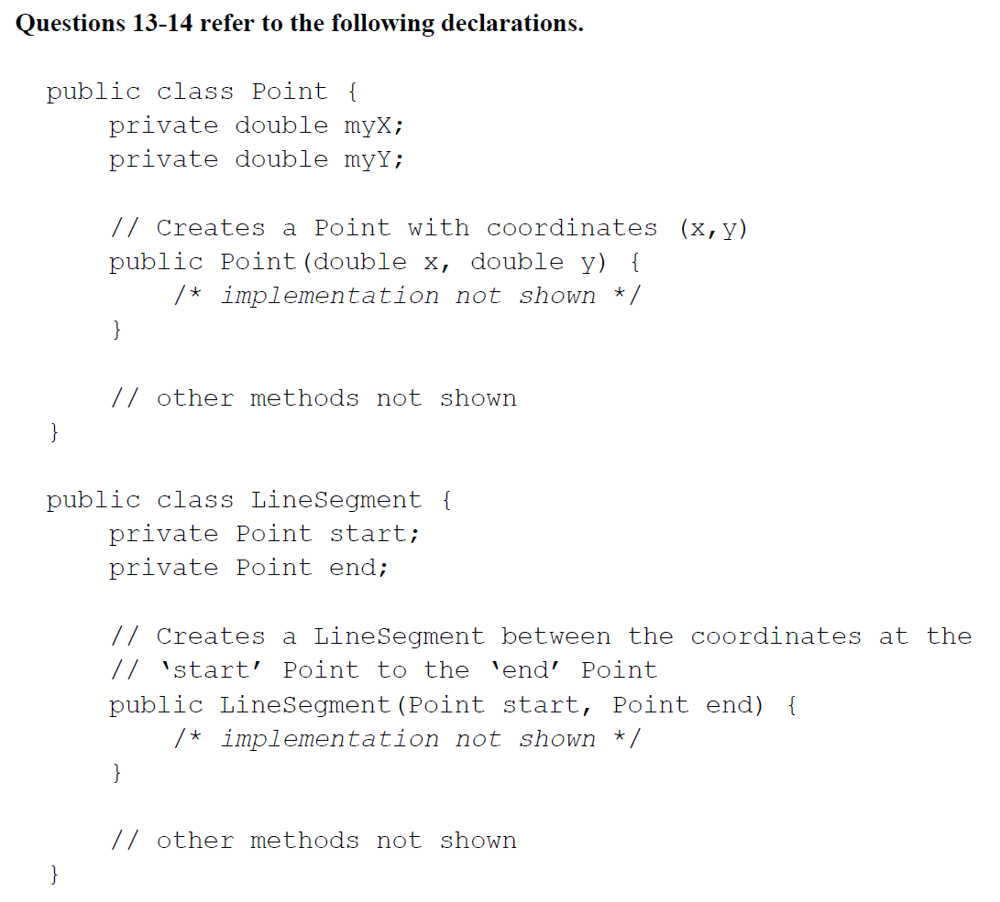 Questions 13-14 refer to the following declarations.
public class Point {
private double myX;
private double myY;
// Creates a Point with coordinates (x,y)
public Point(double x, double y) {
/* implementation not shown */
}
// other methods not shown
}
public class LineSegment {
private Point start;
private Point end;
// Creates a LineSegment between the coordinates at the
// ‘start’ Point to the ‘end’ Point
public LineSegment(Point start, Point end) {
/* implementation not shown */
}
// other methods not shown
}